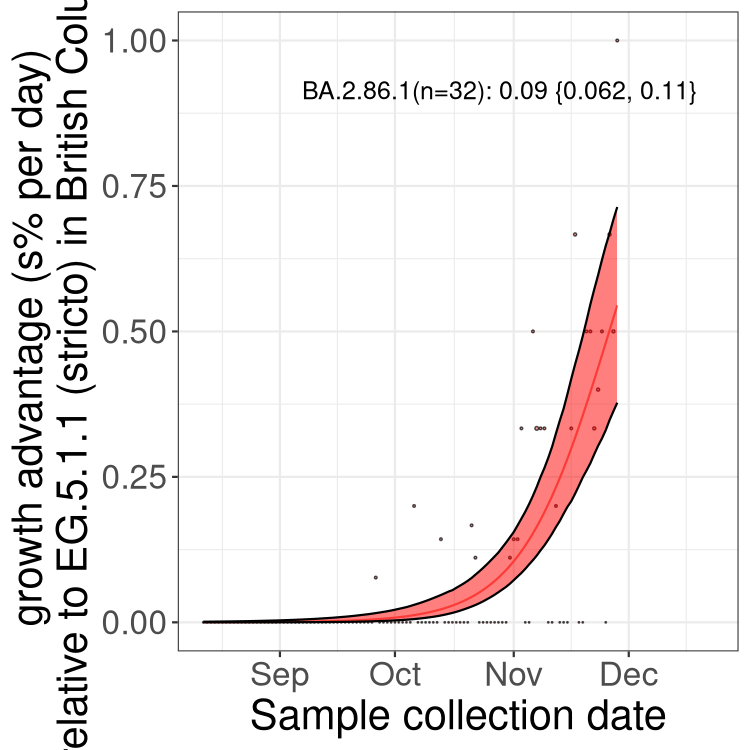 growth advantage (s% per day)
relative to EG.5.1.1 (stricto) in British Colu
1.00
0.75
0.50
0.25
0.00
BA.2.86.1(n=32): 0.09 {0.062, 0.11}
Sep Oct Nov Dec
Sample collection date